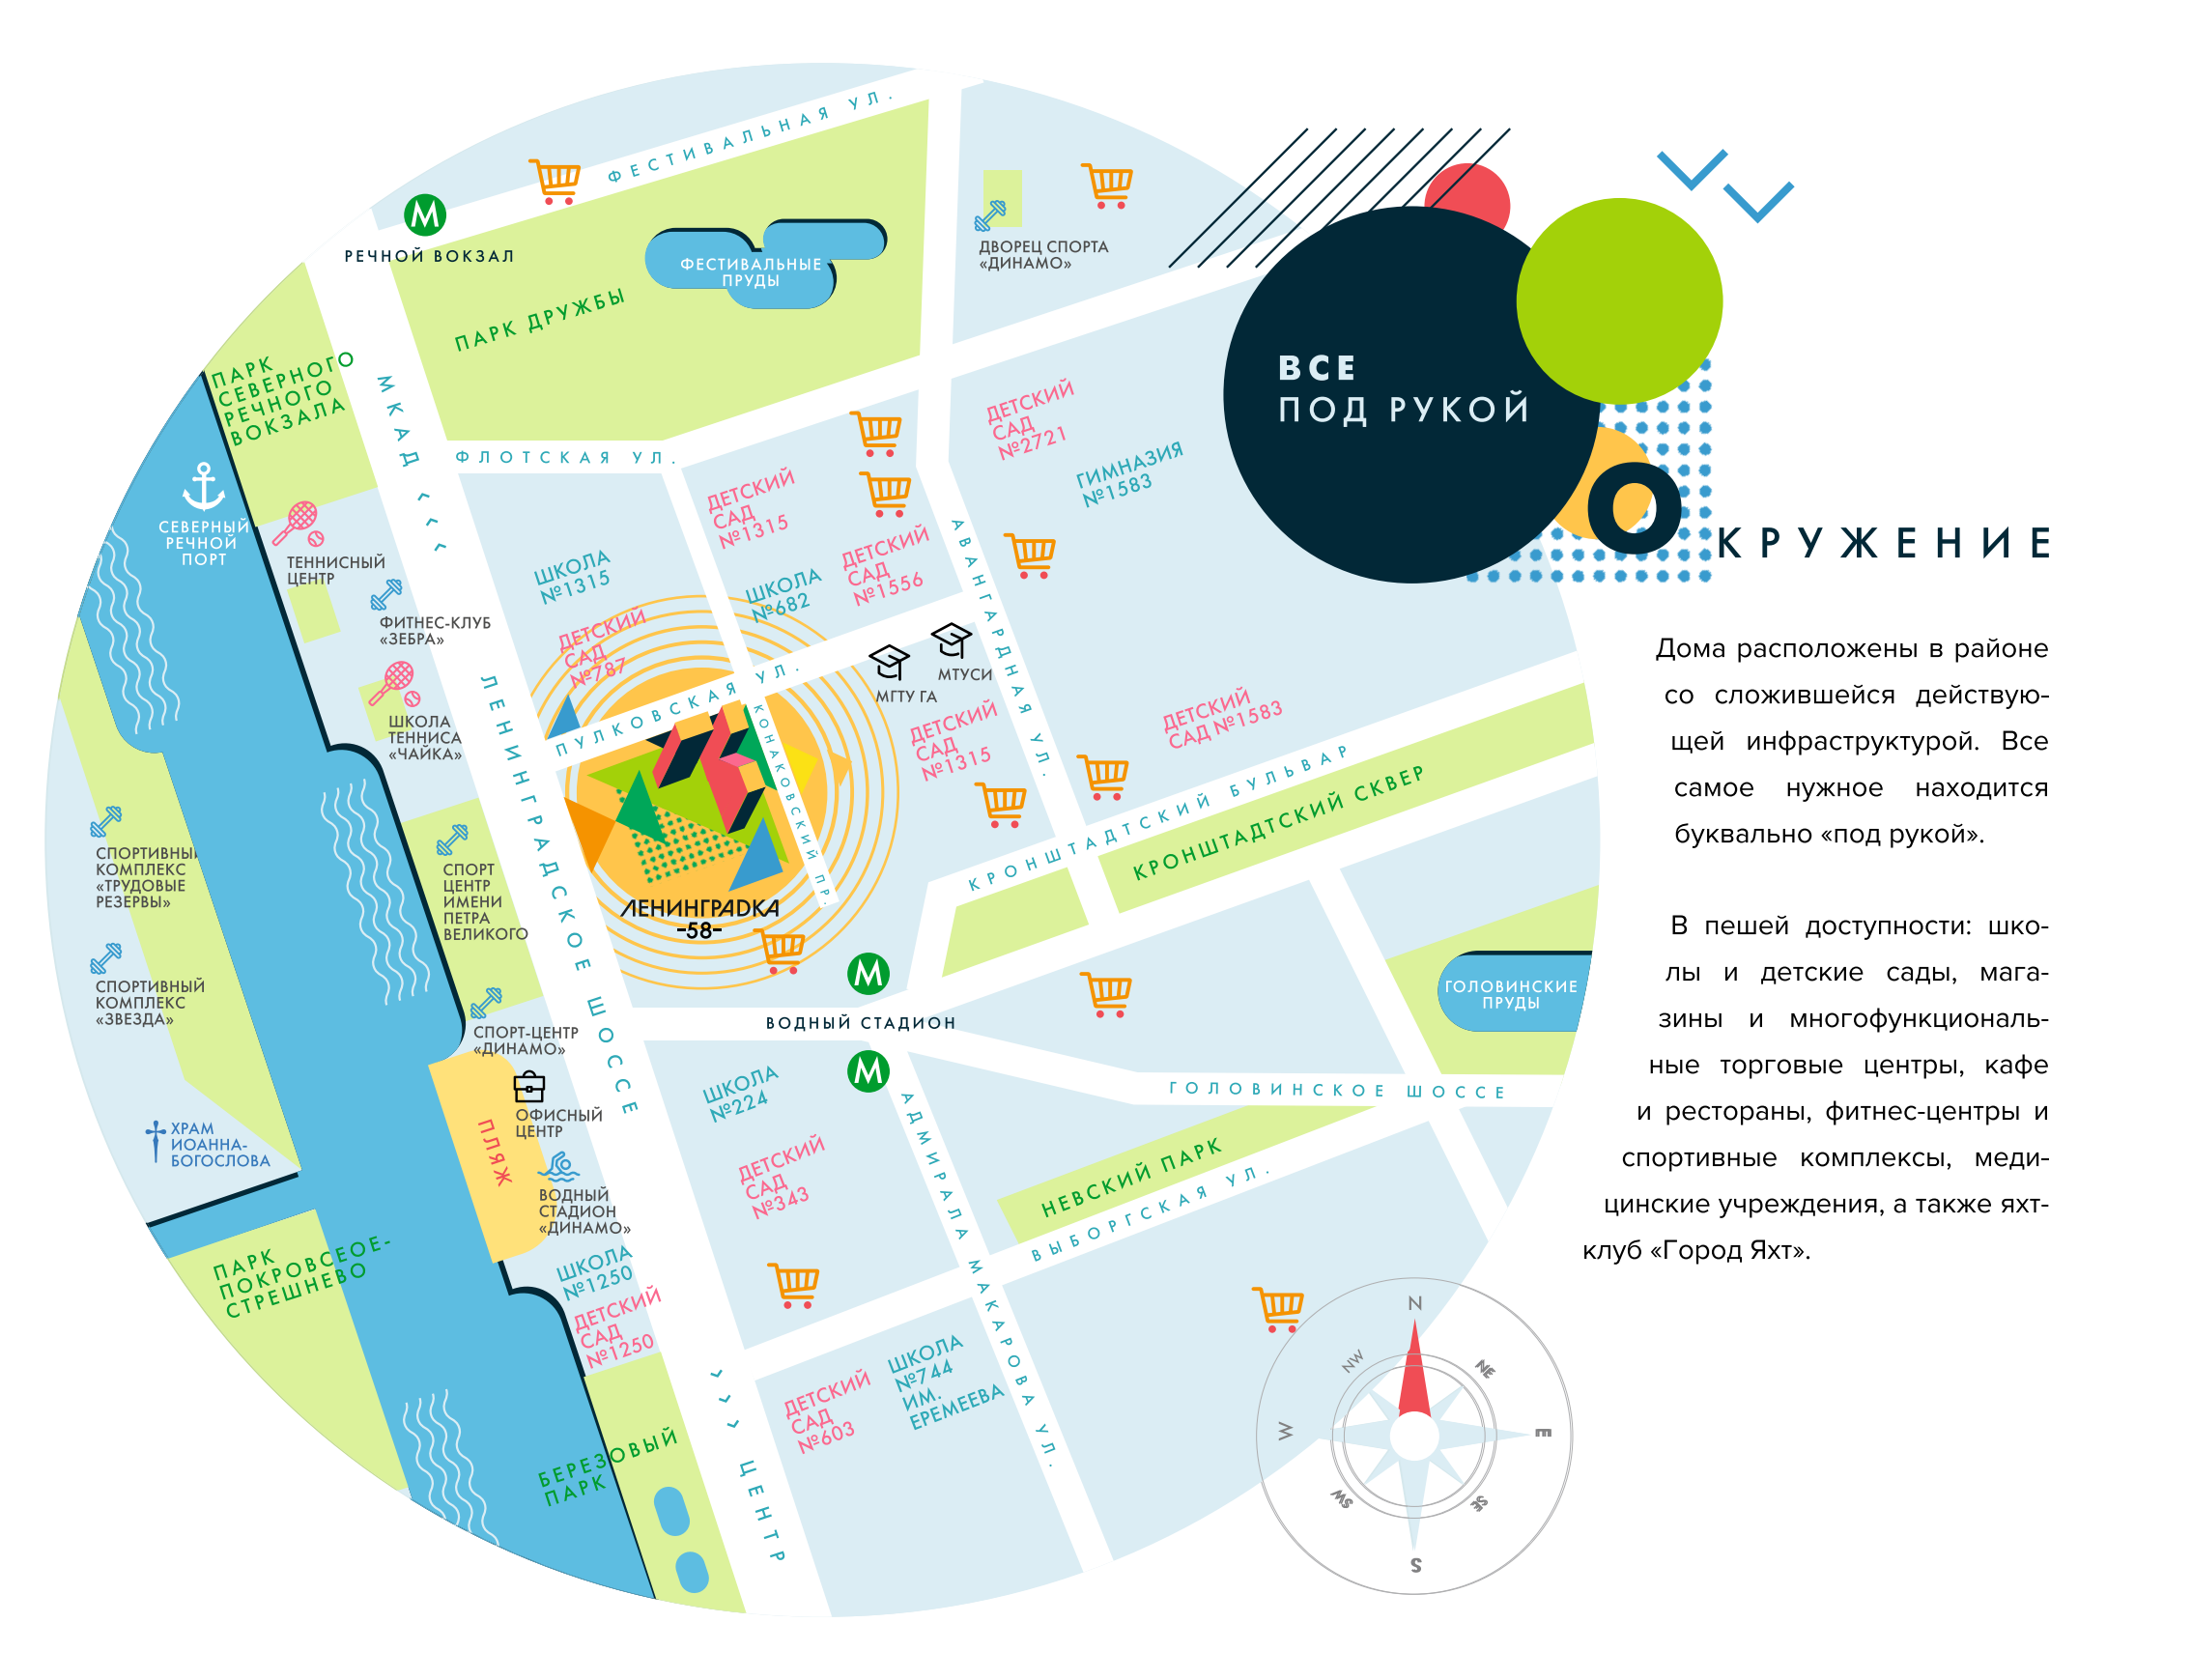 ФЕСТИВАЛЬНАЯ УЛ.
РЕЧНОЙ ВОКЗАЛ
ФЕСТИВАЛЬНЫЕ
ПРУДЫ
ПАРК ДРУЖБЫ
ДВОРЕЦ СПОРТА
«ДИНАМО»
ВСЕ
ПОД РУКОЙ
ОКРУЖЕНИЕ
ПАРК
СЕВЕРНОГО
РЕЧНОГО
ВОКЗАЛА
МКАД
ФЛОТСКАЯ УЛ.
СЕВЕРНЫЙ
РЕЧНОЙ
ПОРТ
ТЕННИСНЫЙ
ЦЕНТР
ФИТНЕС-КЛУБ
«ЗЕБРА»
ШКОЛА
ТЕННИСА
«ЧАЙКА»
ДЕТСКИЙ
САД
№2721
ГИМНАЗИЯ
№1583
ДЕТСКИЙ
САД
№1315
ДЕТСКИЙ
САД
№1556
ШКОЛА
№1315
ШКОЛА
№682
ДЕТСКИЙ
САД
№787
АВАНГАРДНАЯ УЛ.
ПУЛКОВСКАЯ УЛ.
КОНАКОВСКИЙ ПР.
МТУСИ
МГТУ ГА
ДЕТСКИЙ
САД
№1315
ДЕТСКИЙ
САД №1583
КРОНШТАДТСКИЙ БУЛЬВАР
КРОНШТАДТСКИЙ СКВЕР
ЛЕНИНГРАДСКОЕ ШОССЕ
ЛЕНИНГРАДКА
-58-
СПОРТИВНЫЙ
КОМПЛЕКС
«ТРУДОВЫЕ
РЕЗЕРВЫ»
СПОРТ
ЦЕНТР
ИМЕНИ
ПЕТРА
ВЕЛИКОГО
СПОРТИВНЫЙ
КОМПЛЕКС
«ЗВЕЗДА»
СПОРТ-ЦЕНТР
«ДИНАМО»
ВОДНЫЙ СТАДИОН
ГОЛОВИНСКИЕ
ПРУДЫ
ГОЛОВИНСКОЕ ШОССЕ
ОФИСНЫЙ
ЦЕНТР
ПЛЯЖ
ХРАМ
ИОАННА-
БОГОСЛОВА
ВОДНЫЙ
СТАДИОН
«ДИНАМО»
ШКОЛА
№224
ДЕТСКИЙ
САД
№343
АДМИРАЛА МАКАРОВА УЛ.
НЕВСКИЙ ПАРК
ВЫБОРГСКАЯ УЛ.
ПАРК
ПОКРОВСЕОЕ-
СТРЕШНЕВО
ШКОЛА
№1250
ДЕТСКИЙ
САД
№1250
ДЕТСКИЙ
САД
№603
ШКОЛА
№744
ИМ.
ЕРЕМЕЕВА
БЕРЕЗОВЫЙ
ПАРК
ЦЕНТР
Дома расположены в районе
со сложившейся действую-
щей инфраструктурой. Все
самое нужное находится
буквально «под рукой».
В пешей доступности: шко-
лы и детские сады, мага-
зины и многофункциональ-
ные торговые центры, кафе
и рестораны, фитнес-центры и
спортивные комплексы, меди-
цинские учреждения, а также яхт-
клуб «Город Яхт».
N
NE
E
SE
S
SW
W
NW
M
M
M